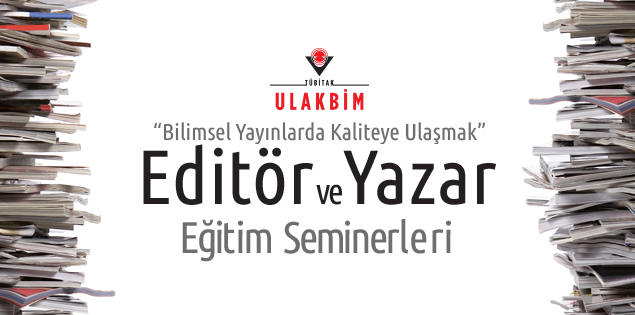 TÜBİTAK
ULAKBİM
“Bilimsel Yayınlarda Kaliteye Ulaşmak”
Editör ve Yazar
Eğitim Seminerleri